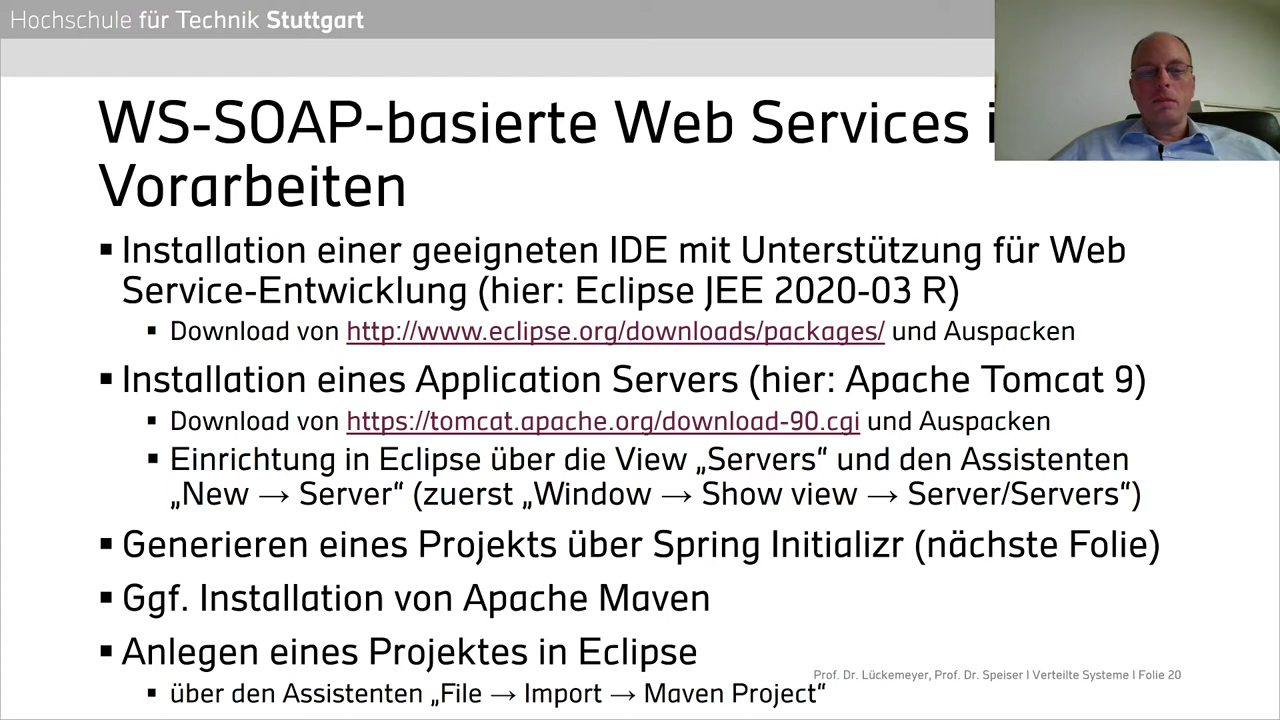 Hochschule für Technik Stuttgart
WS-SOAP-basierte Web Services
Vorarbeiten
▪ Installation einer geeigneten IDE mit Unterstützung für Web
Service-Entwicklung (hier: Eclipse JEE 2020-03 R)
▪ Download von http://www.eclipse.org/downloads/packages/ und Auspacken
▪ Installation eines Application Servers (hier: Apache Tomcat 9)
▪ Download von https://tomcat.apache.org/download-90.cgi und Auspacken
▪ Einrichtung in Eclipse über die View „Servers“ und den Assistenten
„New → Server“ (zuerst „Window → Show view → Server/Servers“)
▪ Generieren eines Projekts über Spring Initializr (nächste Folie)
▪ Ggf. Installation von Apache Maven
▪ Anlegen eines Projektes in Eclipse
Prof. Dr. Lückemeyer, Prof. Dr. Speiser I Verteilte Systeme I Folie 20
▪ über den Assistenten „File → Import → Maven Project“